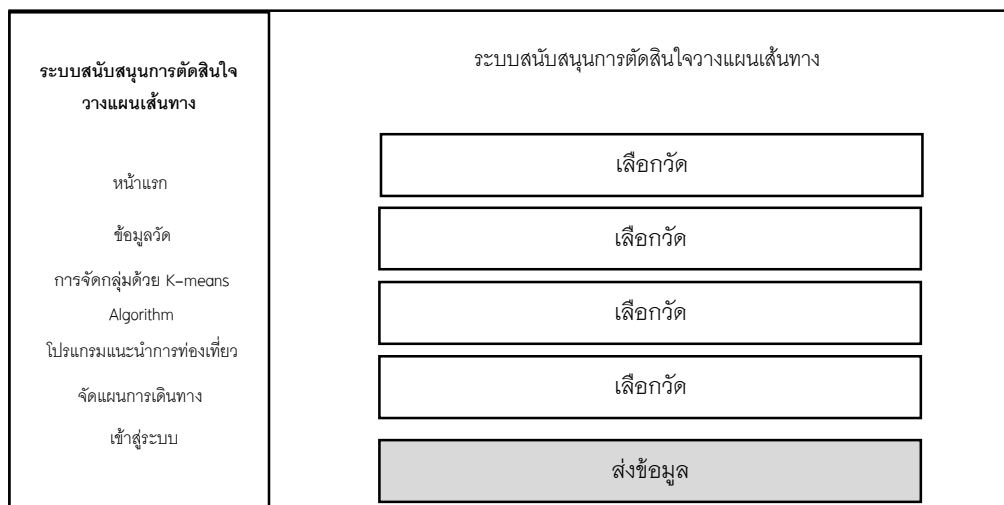 ระบบสนับสนุนการตัดสินใจ
วางแผนเส้นทาง
หน้าแรก
ข้อมูลวัด
การจัดกลุ่มด้วย K-means
Algorithm
โปรแกรมแนะนำการท่องเที่ยว
จัดแผนการเดินทาง
เข้าสู่ระบบ
ระบบสนับสนุนการตัดสินใจวางแผนเส้นทาง
เลือกวัด
เลือกวัด
เลือกวัด
เลือกวัด
ส่งข้อมูล